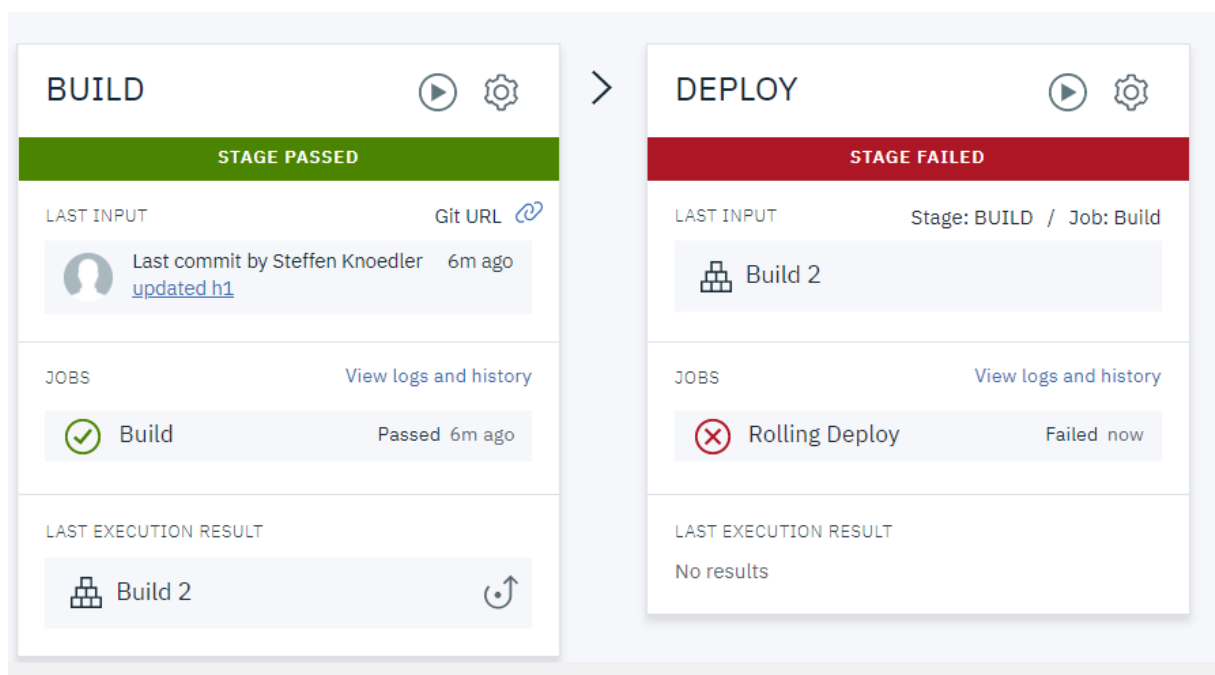 BUILD
STAGE PASSED
LAST INPUT Git URL
Last commit by Steffen Knoedler 6m ago
updated h1
JOBS View logs and history
Build Passed 6m ago
LAST EXECUTION RESULT
Build 2
DEPLOY
STAGE FAILED
LAST INPUT Stage: BUILD / Job: Build
Build 2
JOBS View logs and history
Rolling Deploy Failed now
LAST EXECUTION RESULT
No results